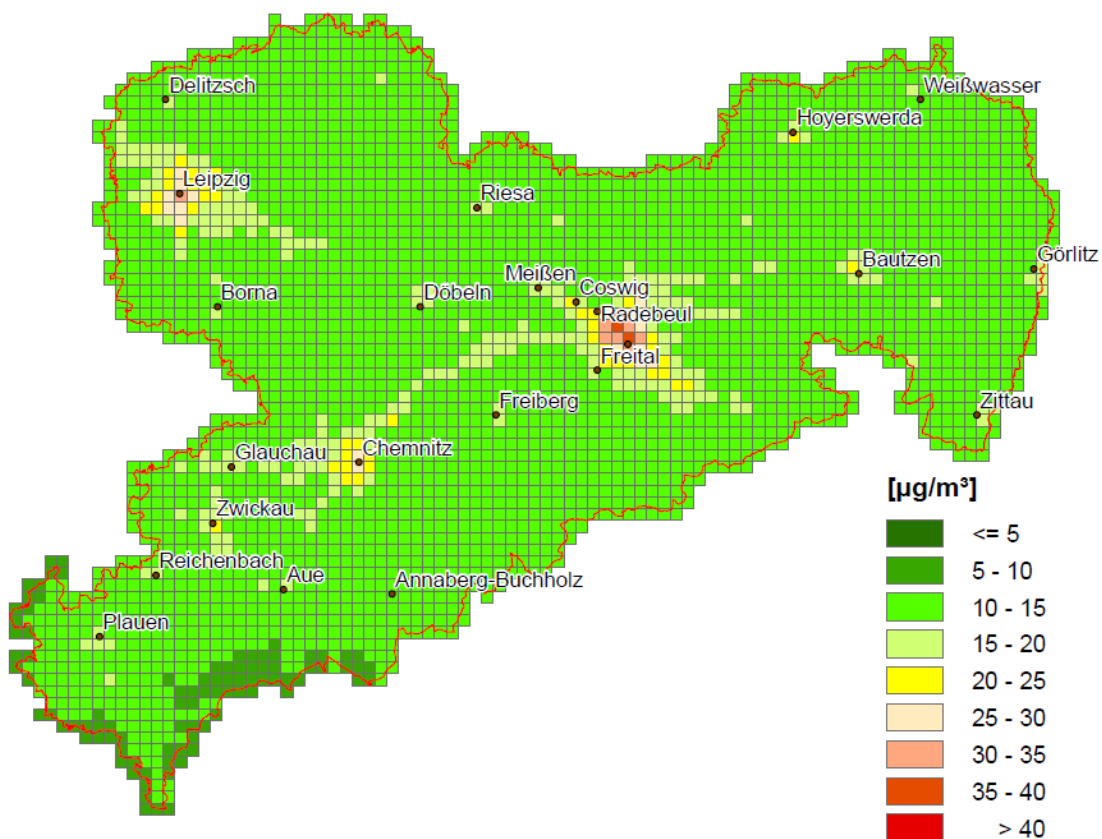 Delitzsch
Weißwasser
Hoyerswerda
Leipzig
Riesa
Bautzen
Görlitz
Meißen
Coswig
Borna
Döbeln
Radebeul
Freital
Freiberg
Zittau
Glauchau
Chemnitz
Zwickau
Reichenbach
Aue
Annaberg-Buchholz
Plauen
[µg/m³]
<= 5
5 - 10
10 - 15
15 - 20
20 - 25
25 - 30
30 - 35
35 - 40
> 40